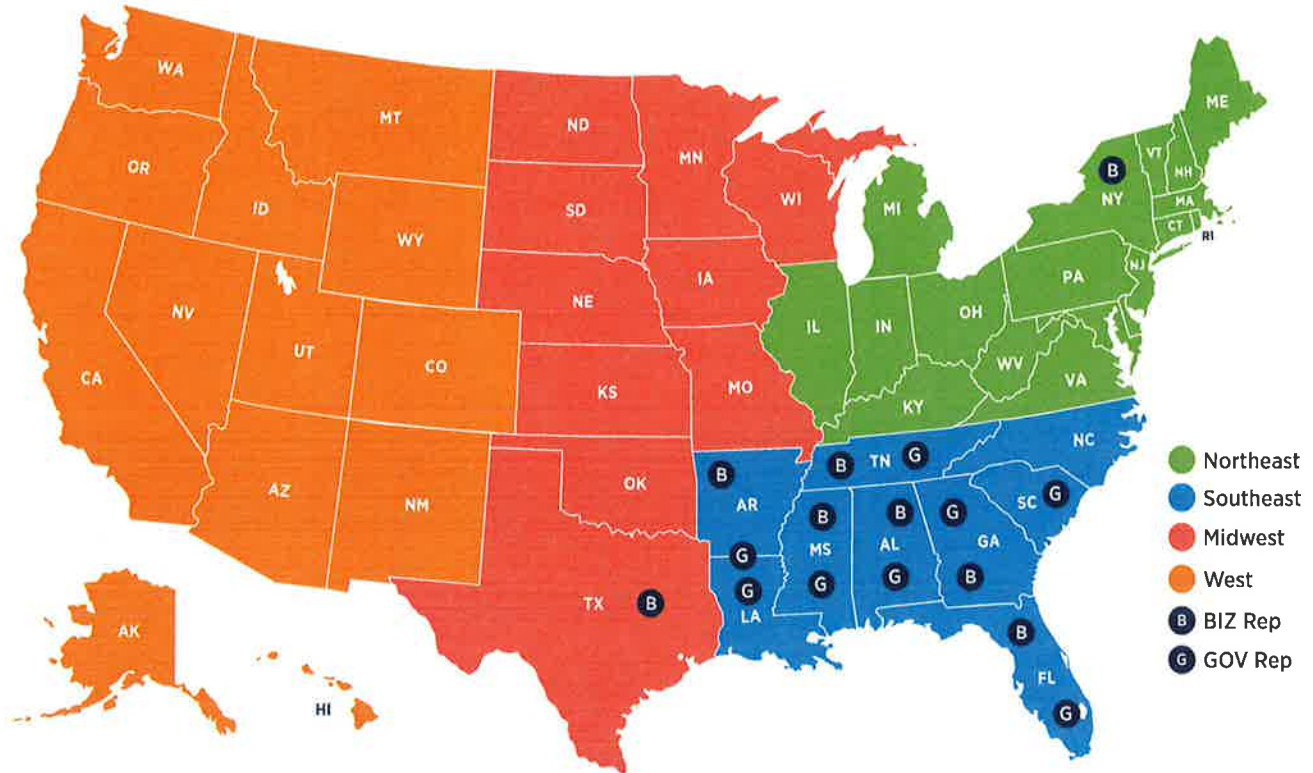 WA
MT
ND
MN
ME
OR
ID
SD
WI
VT
NH
B
NY
MA
MI
CT
RI
WY
IA
PA
NJ
NE
NV
IL
IN
OH
UT
CO
WV
VA
CA
KS
MO
KY
NC
B
TN
G
Northeast
B
AZ
NM
OK
AR
G
SC
Southeast
B
B
G
MS
AL
GA
Midwest
G
G
G
G
B
West
TX
B
LA
B
BIZ Rep
AK
B
G
GOV Rep
FL
HI
G